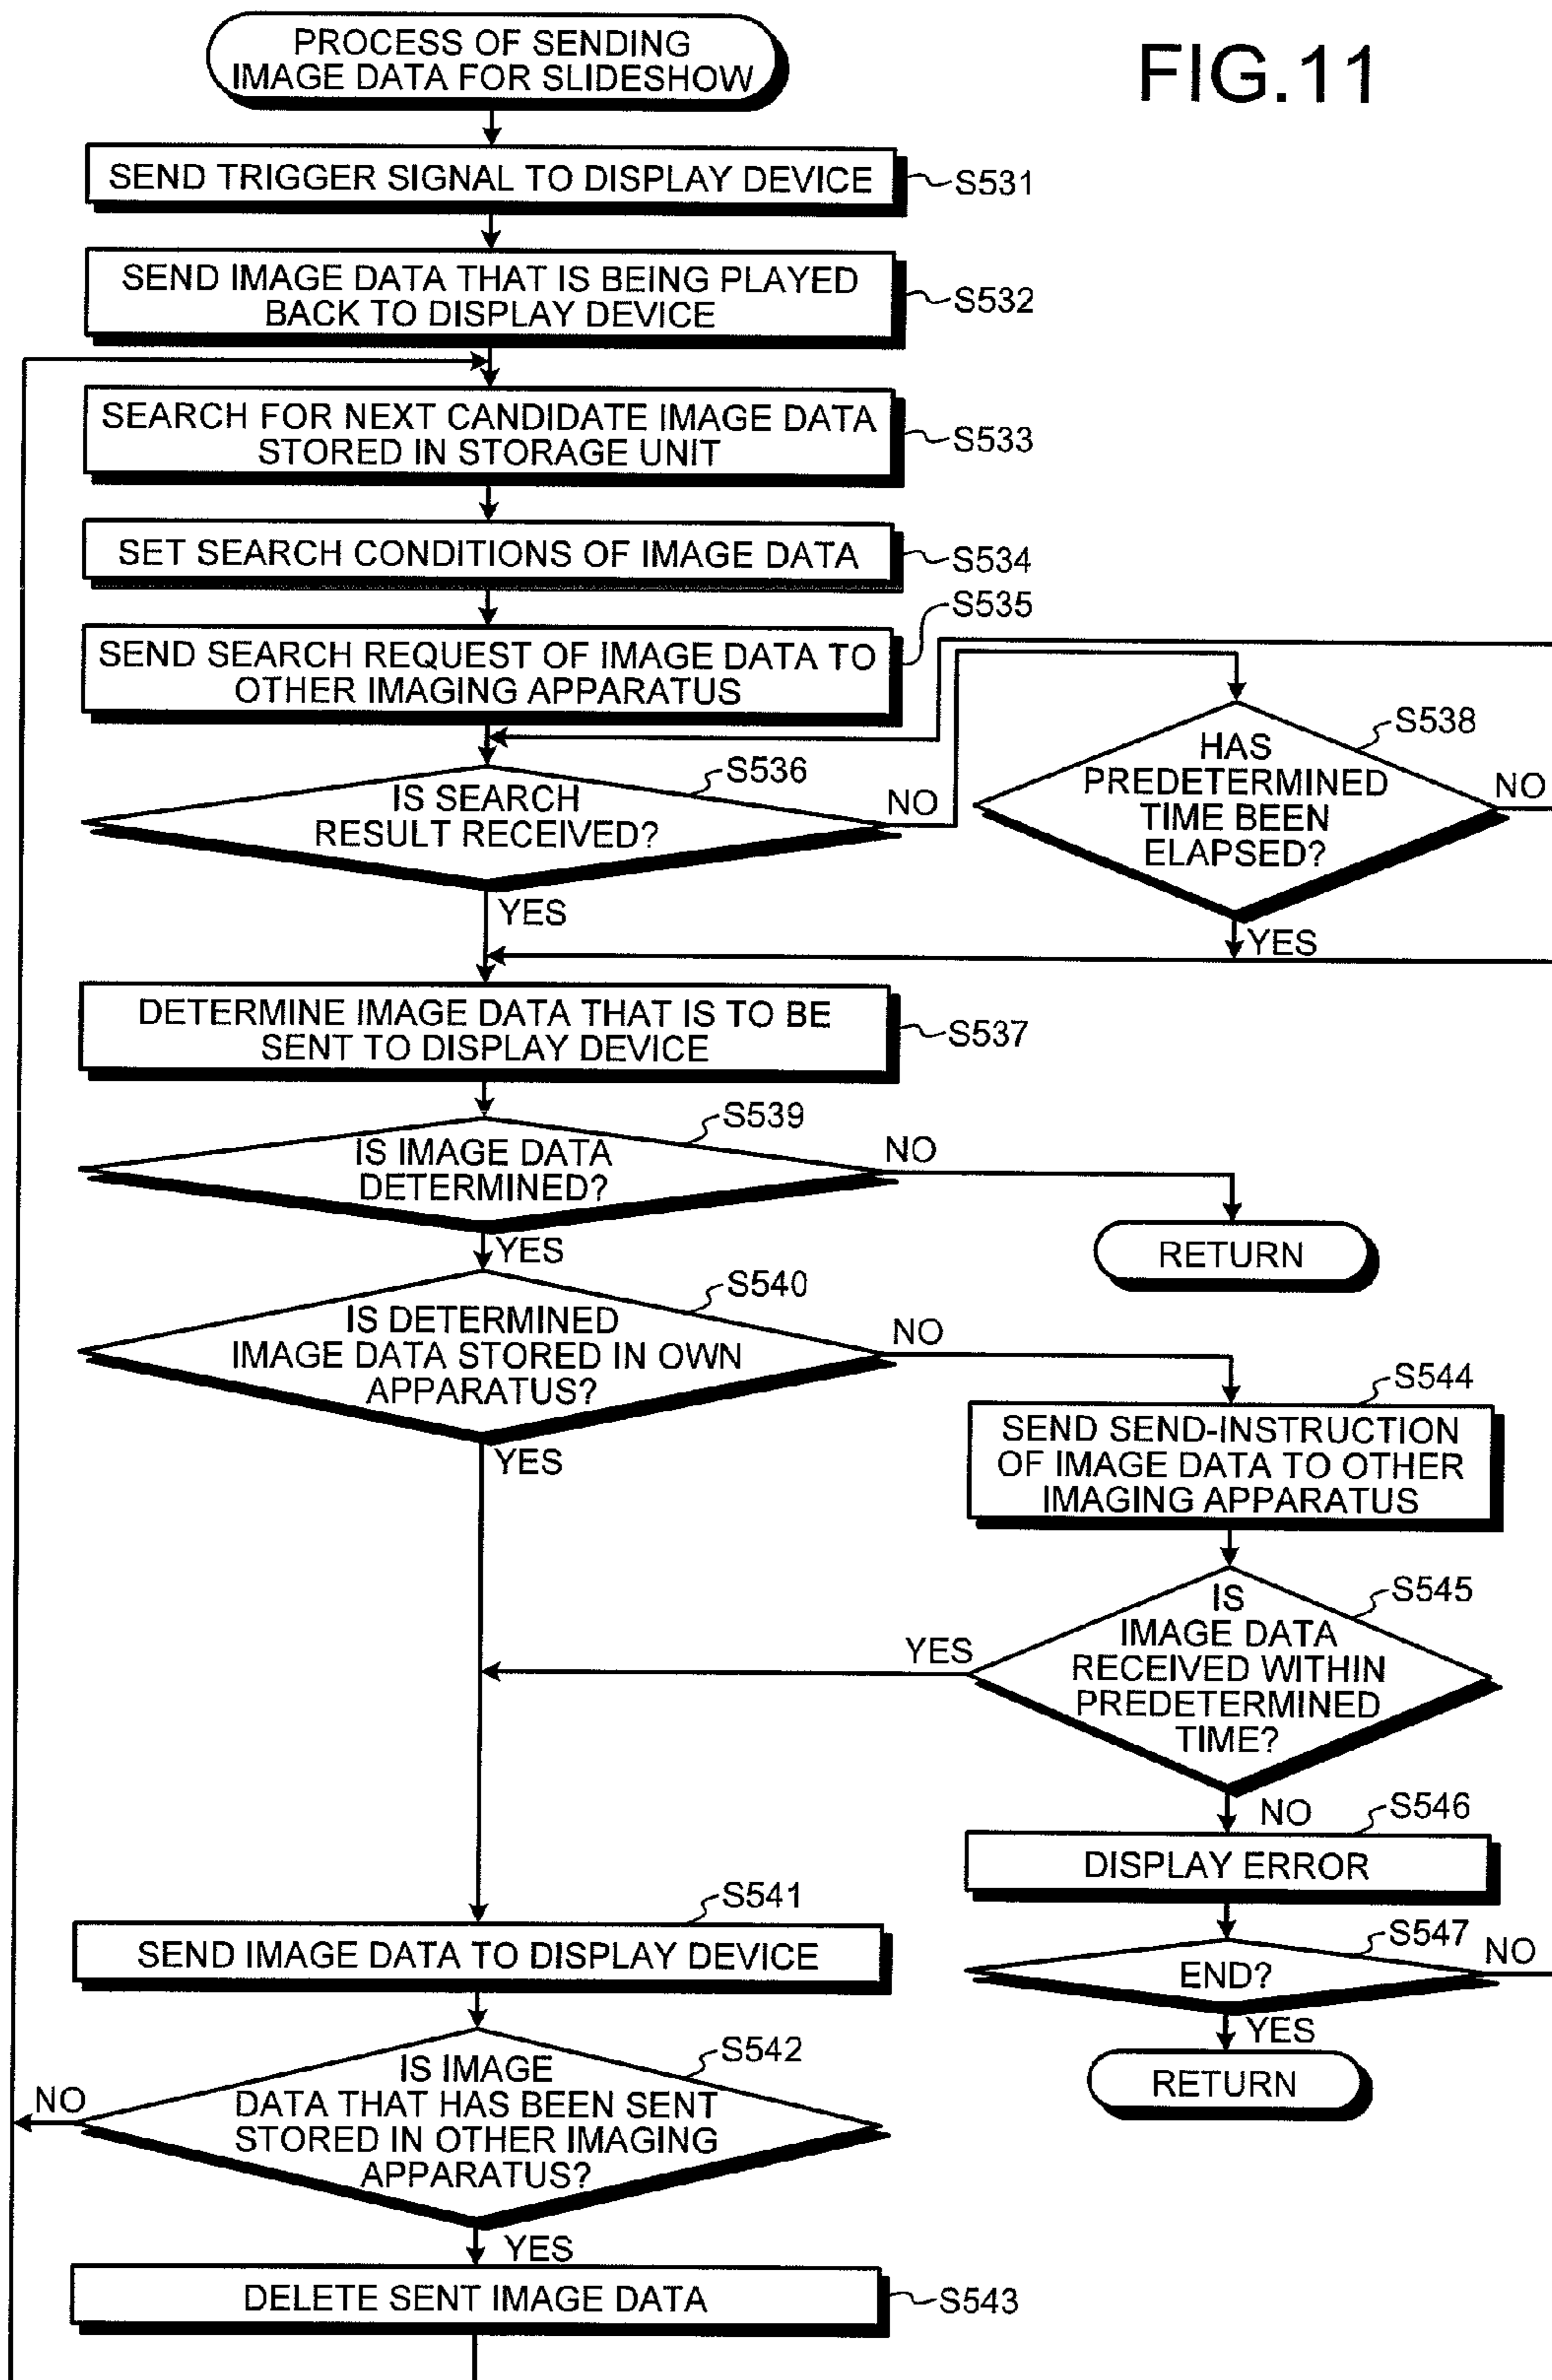 PROCESS OF SENDING
IMAGE DATA FOR SLIDESHOW
FIG.11
SEND TRIGGER SIGNAL TO DISPLAY DEVICE
S531
SEND IMAGE DATA THAT IS BEING PLAYED
BACK TO DISPLAY DEVICE
S532
SEARCH FOR NEXT CANDIDATE IMAGE DATA
STORED IN STORAGE UNIT
S533
SET SEARCH CONDITIONS OF IMAGE DATA
S534
SEND SEARCH REQUEST OF IMAGE DATA TO
OTHER IMAGING APPARATUS
S535
IS SEARCH
RESULT RECEIVED?
S536
NO
YES
HAS
PREDETERMINED
TIME BEEN
ELAPSED?
S538
NO
YES
DETERMINE IMAGE DATA THAT IS TO BE
SENT TO DISPLAY DEVICE
S537
IS IMAGE DATA
DETERMINED?
S539
NO
RETURN
YES
IS DETERMINED
IMAGE DATA STORED IN OWN
APPARATUS?
S540
NO
YES
SEND SEND-INSTRUCTION
OF IMAGE DATA TO OTHER
IMAGING APPARATUS
S544
IS
IMAGE DATA
RECEIVED WITHIN
PREDETERMINED
TIME?
S545
YES
NO
DISPLAY ERROR
S546
END?
S547
NO
YES
RETURN
SEND IMAGE DATA TO DISPLAY DEVICE
S541
IS IMAGE
DATA THAT HAS BEEN SENT
STORED IN OTHER IMAGING
APPARATUS?
S542
NO
YES
DELETE SENT IMAGE DATA
S543